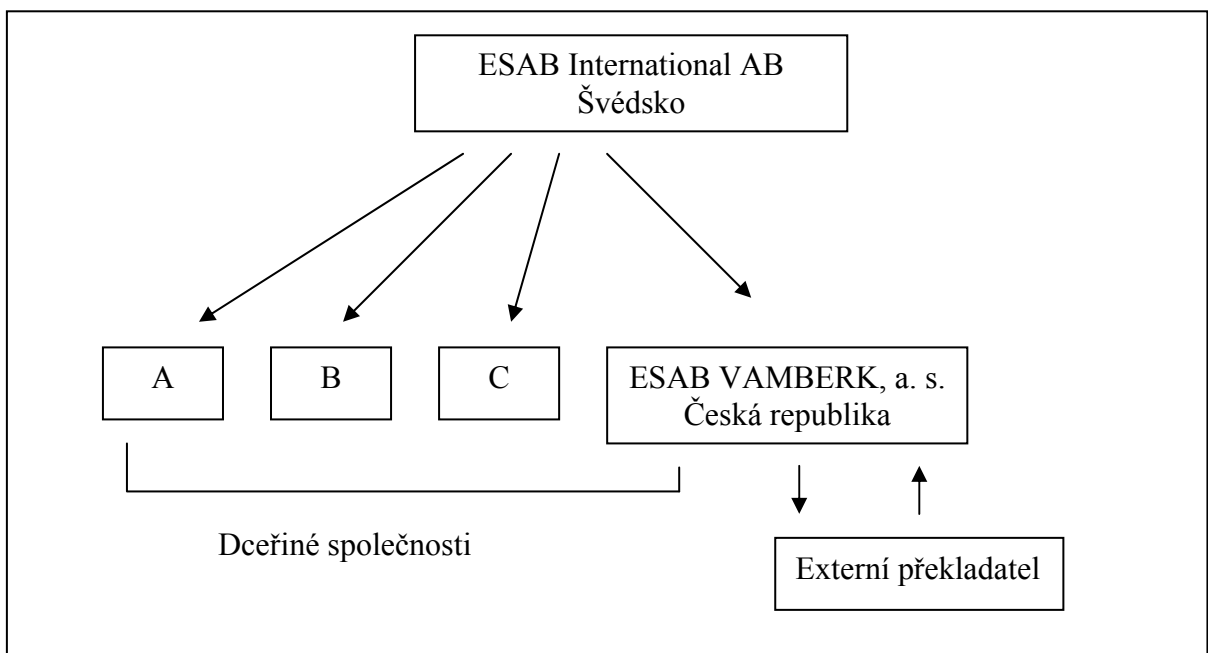 ESAB International AB
Švédsko
A
B
C
ESAB VAMBERK, a. s.
Česká republika
Dceřiné společnosti
Externí překladatel